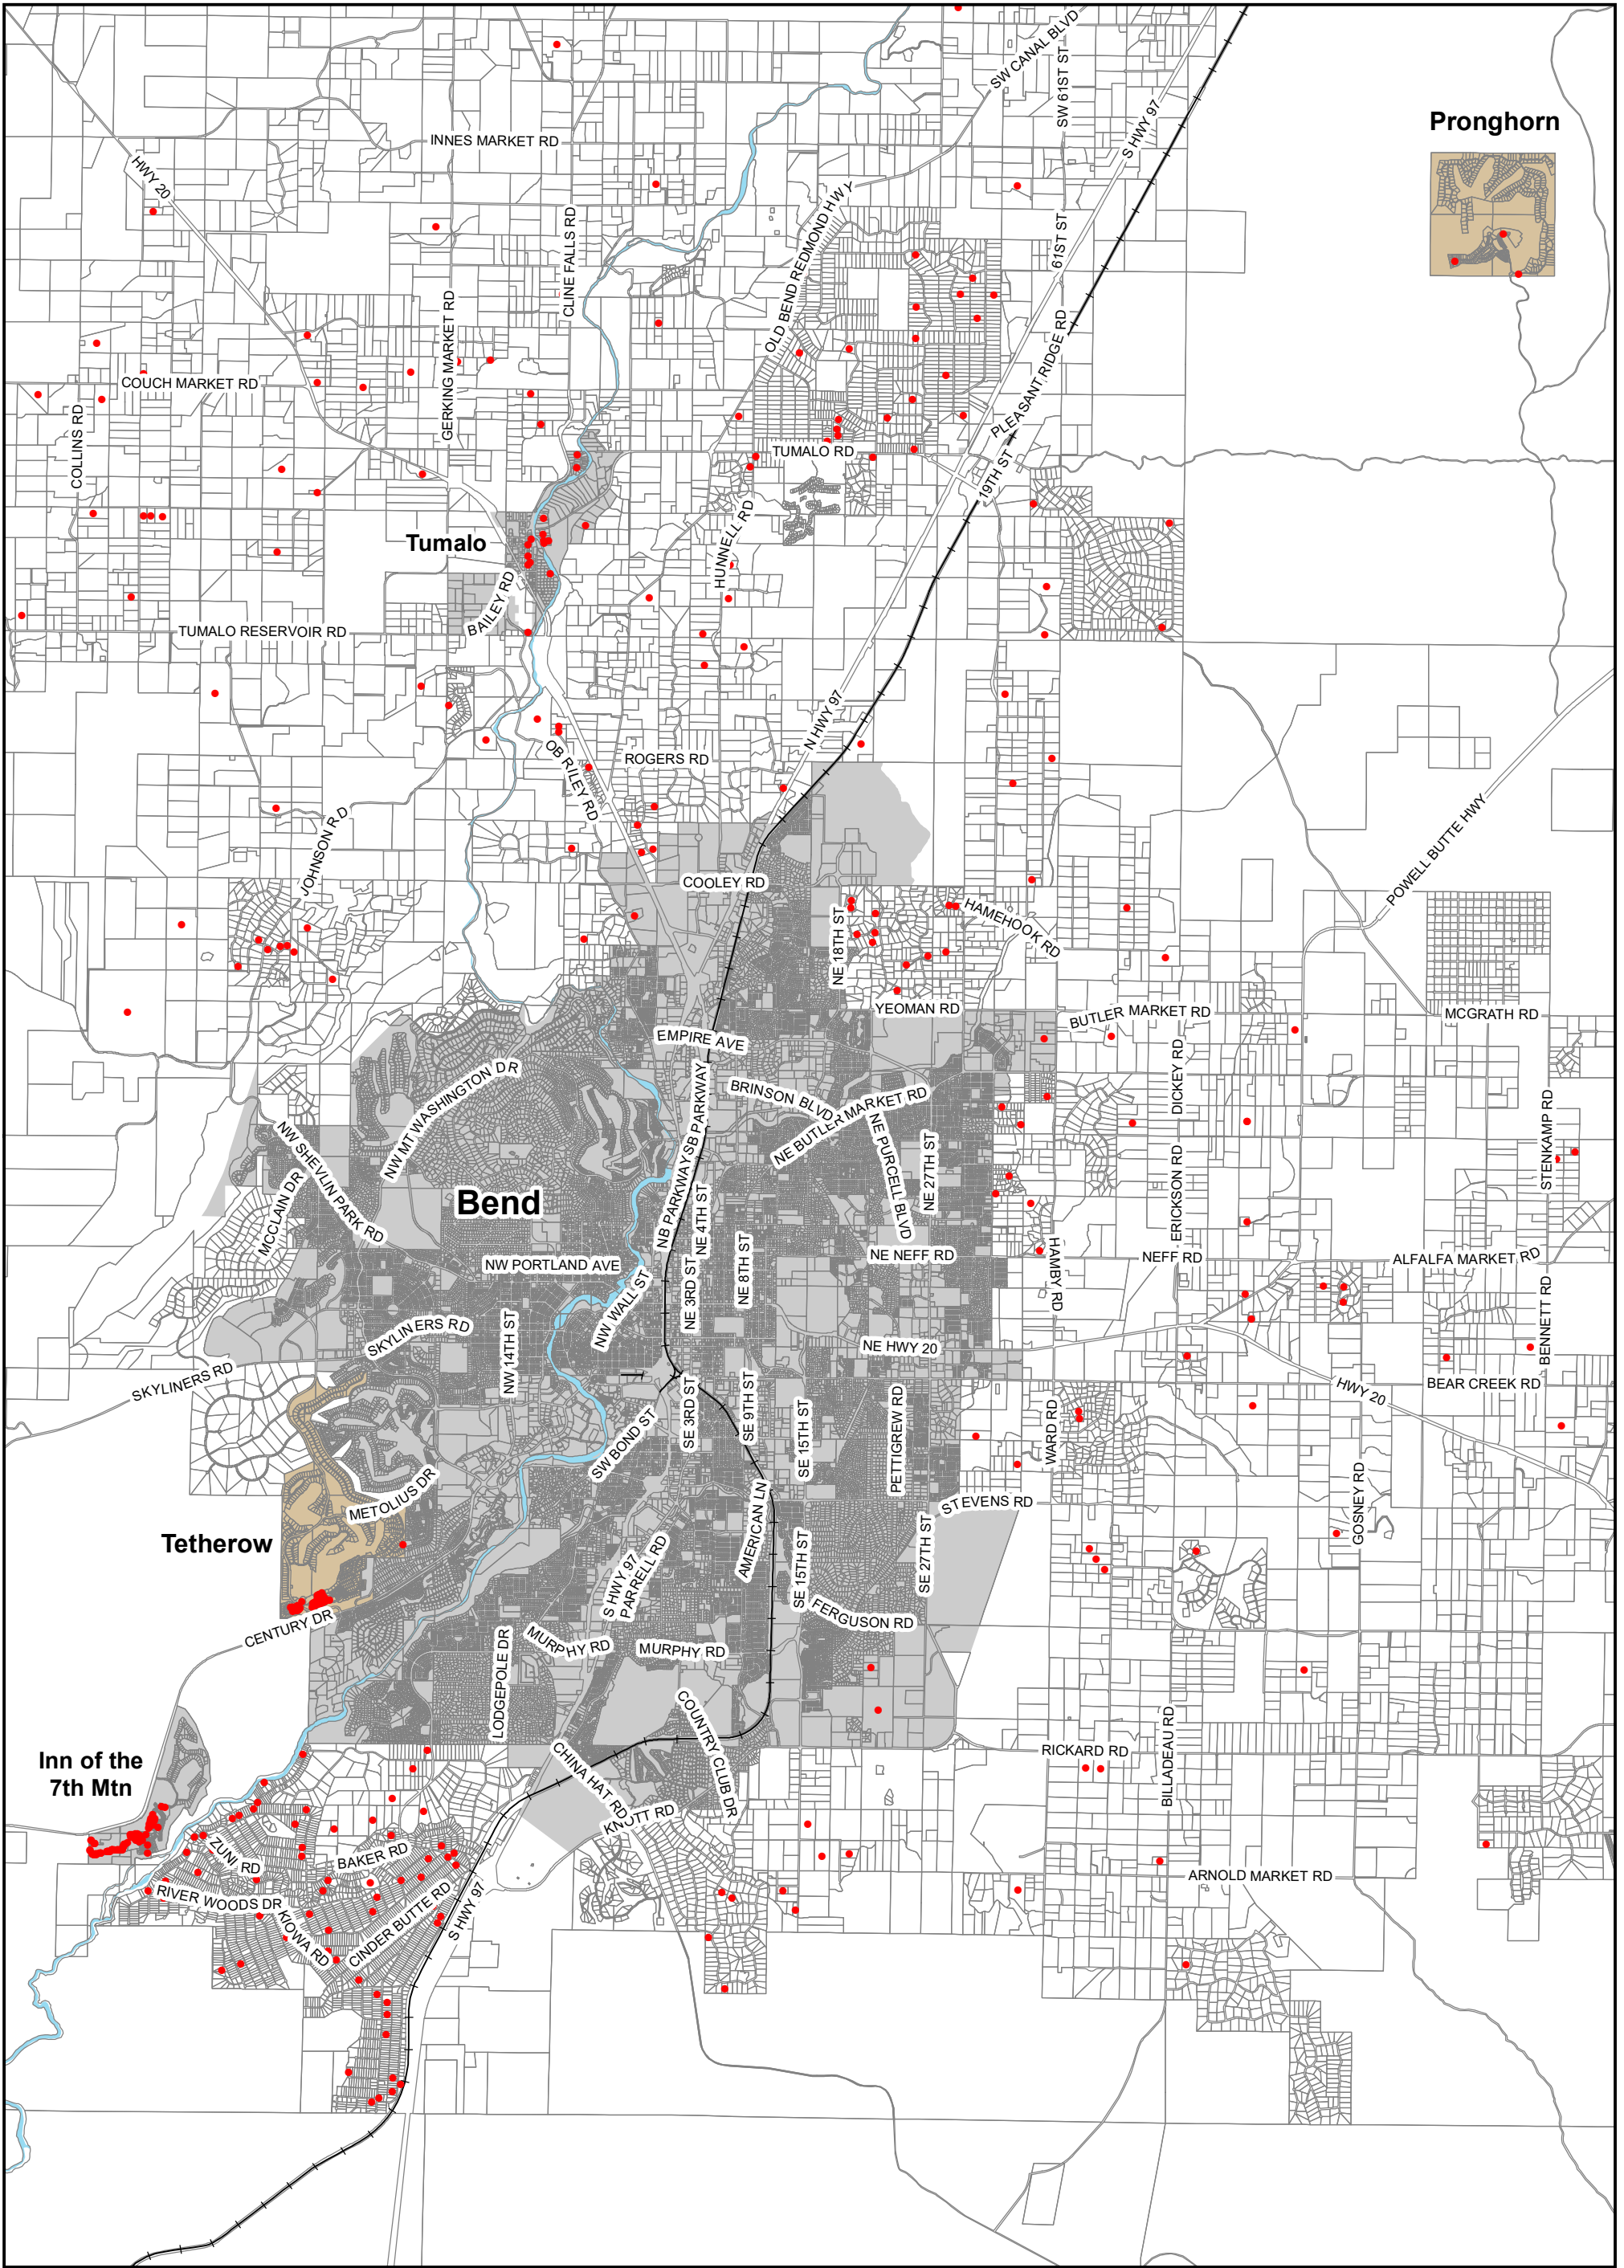 SW CANAL BLVD
SW 61ST ST
S HWY 97
Pronghorn
INNES MARKET RD
HWY 20
CLINE FALLS RD
OLD BEND REDMOND HWY
61ST ST
GERKING MARKET RD
PLEASANT RIDGE RD
COUCH MARKET RD
COLLINS RD
TUMALO RD
19TH ST
HUNNELL RD
Tumalo
BAILEY RD
TUMALO RESERVOIR RD
N HWY 97
OB RILEY RD
ROGERS RD
JOHNSON RD
POWELL BUTTE HWY
COOLEY RD
NE 18TH ST
HAMEHOOK RD
YEOMAN RD
BUTLER MARKET RD
MCGRATH RD
EMPIRE AVE
NW MT WASHINGTON DR
BRINSON BLVD
NE BUTLER MARKET RD
DICKEY RD
STENKAMP RD
NW SHEVLIN PARK RD
NB PARKWAY
SB PARKWAY
NE PURCELL BLVD
NE 27TH ST
MCCLAIN DR
Bend
NE 4TH ST
ERICKSON RD
NW PORTLAND AVE
NE 8TH ST
NE NEFF RD
HAMBY RD
NEFF RD
ALFALFA MARKET RD
NW WALL ST
NE 3RD ST
SKYLINERS RD
NW 14TH ST
NE HWY 20
BENNETT RD
SKYLINERS RD
HWY 20
BEAR CREEK RD
SE 3RD ST
SE 9TH ST
SE 15TH ST
PETTIGREW RD
WARD RD
SW BOND ST
METOLIUS DR
AMERICAN LN
STEVENS RD
GOSNEY RD
Tetherow
S HWY 97
PARRELL RD
SE 15TH ST
SE 27TH ST
CENTURY DR
FERGUSON RD
MURPHY RD
MURPHY RD
LODGEPOLE DR
COUNTRY CLUB DR
BILLADEAU RD
RICKARD RD
Inn of the
7th Mtn
CHINA HAT RD
KNOTT RD
ZUNI RD
BAKER RD
ARNOLD MARKET RD
RIVER WOODS DR
KIOWA RD
CINDER BUTTE RD
S HWY 97